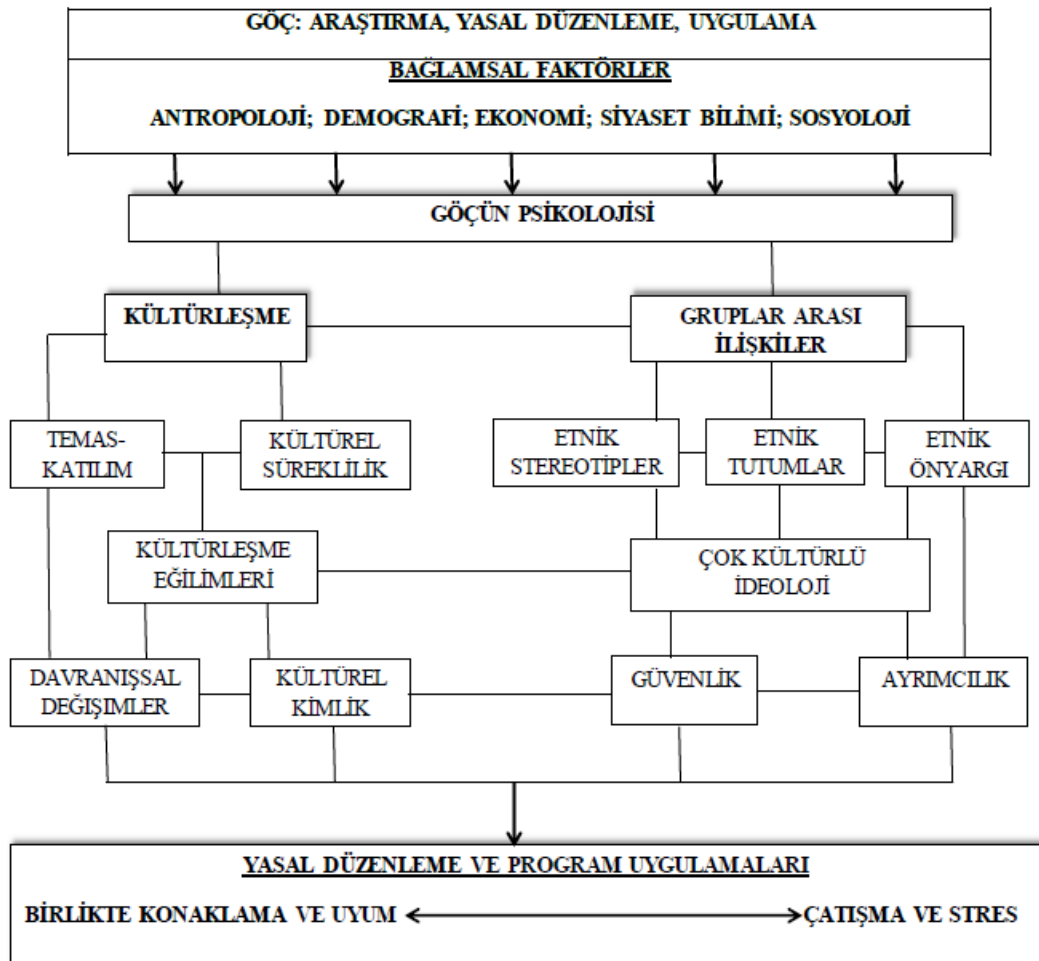 GÖÇ: ARAŞTIRMA, YASAL DÜZENLEME, UYGULAMA
BAĞLAMSAL FAKTÖRLER
ANTROPOLOJİ; DEMOGRAFİ; EKONOMİ; SİYASET BİLİMİ; SOSYOLOJİ
GÖÇÜN PSİKOLOJİSİ
KÜLTÜRLEŞME
GRUPLAR ARASI
İLİŞKİLER
TEMAS-
KATILIM
KÜLTÜREL
SÜREKLİLİK
ETNİK
STEREOTİPLER
ETNİK
TUTUMLAR
ETNİK
ÖNYARGI
KÜLTÜRLEŞME
EĞİLİMLERİ
ÇOK KÜLTÜRLÜ
İDEOLOJİ
DAVRANIŞSAL
DEĞIŞIMLER
KÜLTÜREL
KİMLİK
GÜVENLİK
AYRIMCILIK
YASAL DÜZENLEME VE PROGRAM UYGULAMALARI
BİRLİKTE KONAKLAMA VE UYUM
ÇATIŞMA VE STRES